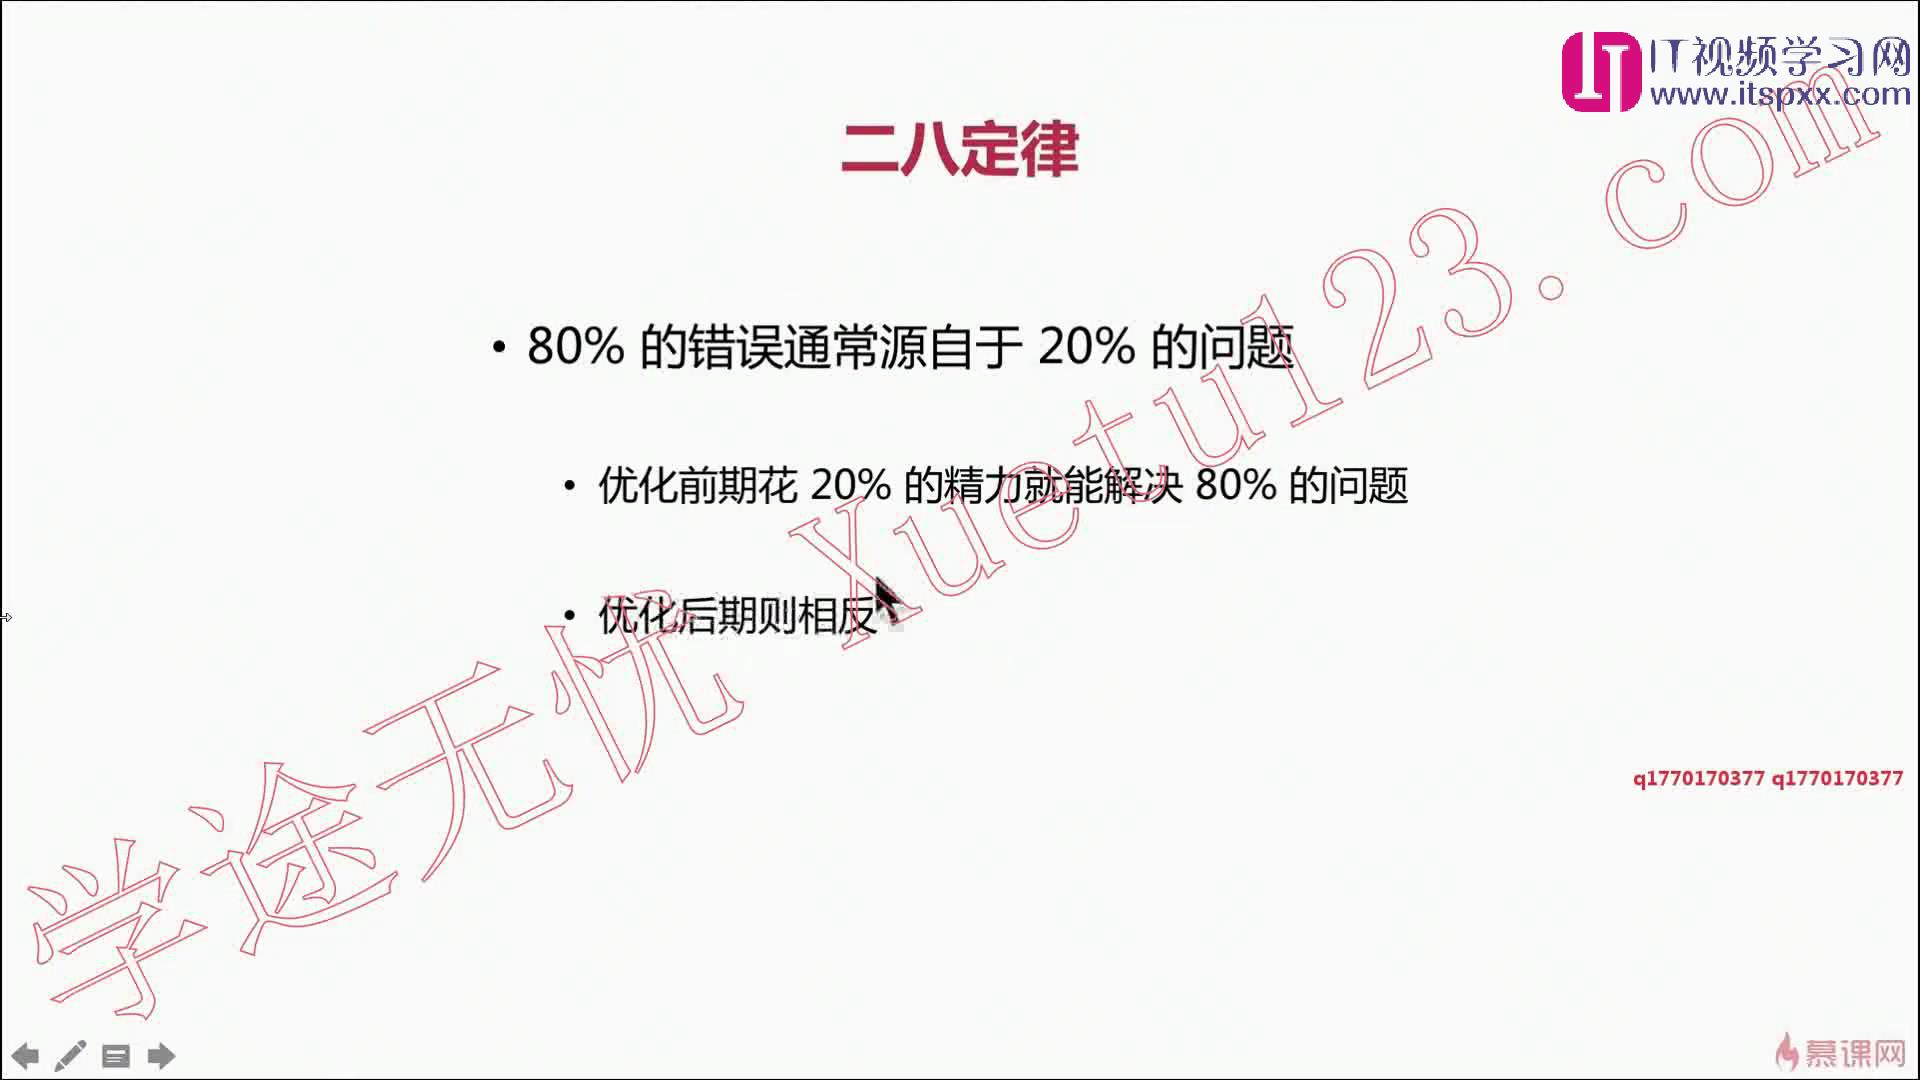 IT视频学习网
www.itspxx.com
二八定律
• 80% 的错误通常源自于 20% 的问题
• 优化前期花 20% 的精力就能解决 80% 的问题
• 优化后期则相反
学途无忧 Xuetu123.com
q1770170377 q1770170377
慕课网